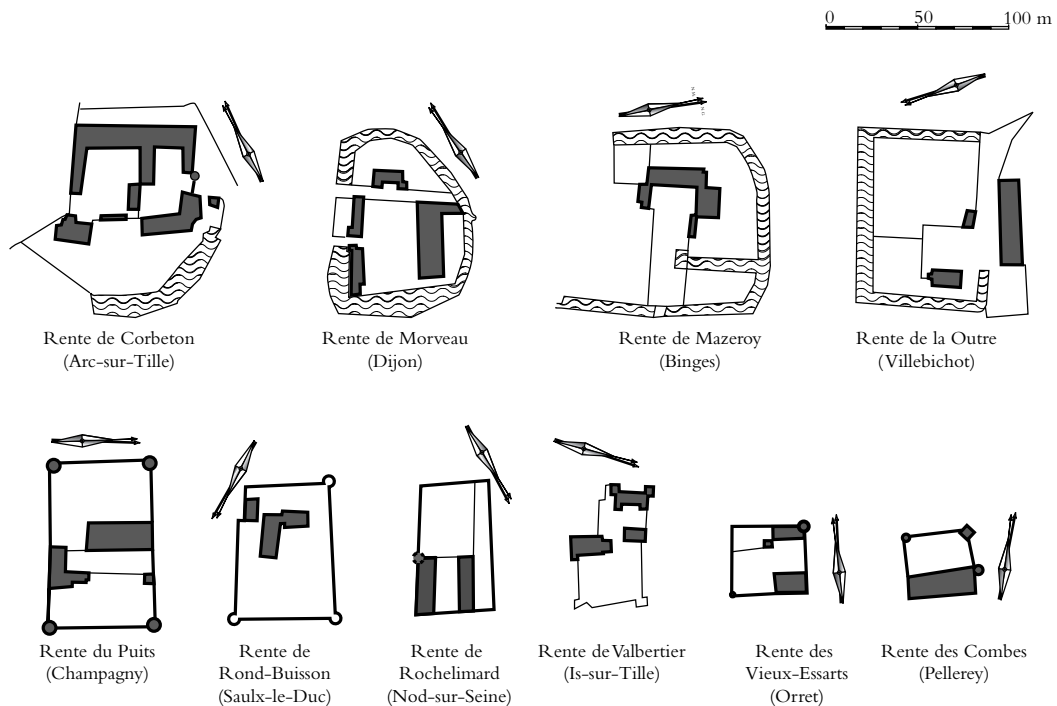 0 50 100 m
Rente de Corbeton
(Arc-sur-Tille)
Rente de Morveau
(Dijon)
Rente de Mazeroy
(Binges)
Rente de la Outre
(Villebichot)
Rente du Puits
(Champagny)
Rente de
Rond-Buisson
(Saulx-le-Duc)
Rente de
Rochelimard
(Nod-sur-Seine)
Rente de Valbertier
(Is-sur-Tille)
Rente des
Vieux-Essarts
(Orret)
Rente des Combes
(Pellerey)